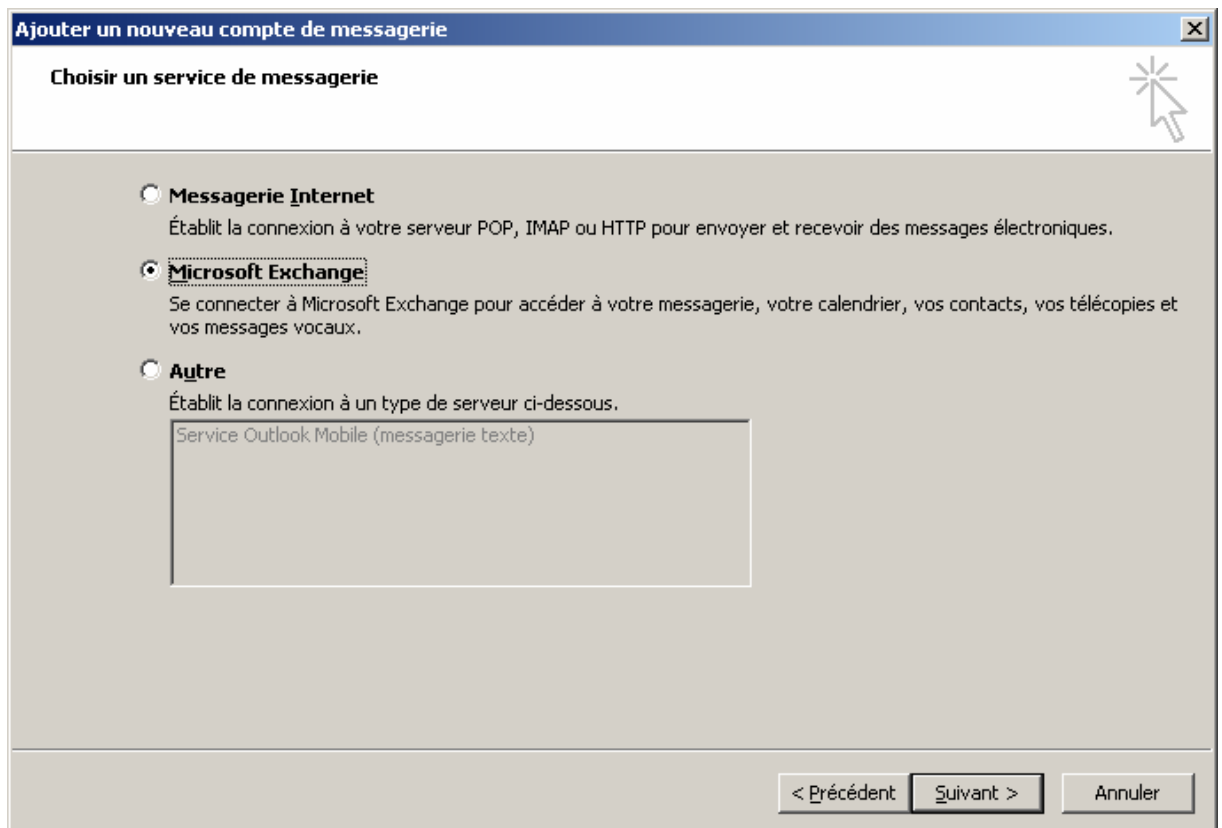 Ajouter un nouveau compte de messagerie
Choisir un service de messagerie
Messagerie Internet
Établit la connexion à votre serveur POP, IMAP ou HTTP pour envoyer et recevoir des messages électroniques.
Microsoft Exchange
Se connecter à Microsoft Exchange pour accéder à votre messagerie, votre calendrier, vos contacts, vos télécopies et
vos messages vocaux.
Autre
Établit la connexion à un type de serveur ci-dessous.
Service Outlook Mobile (messagerie texte)
< Précédent Suivant > Annuler